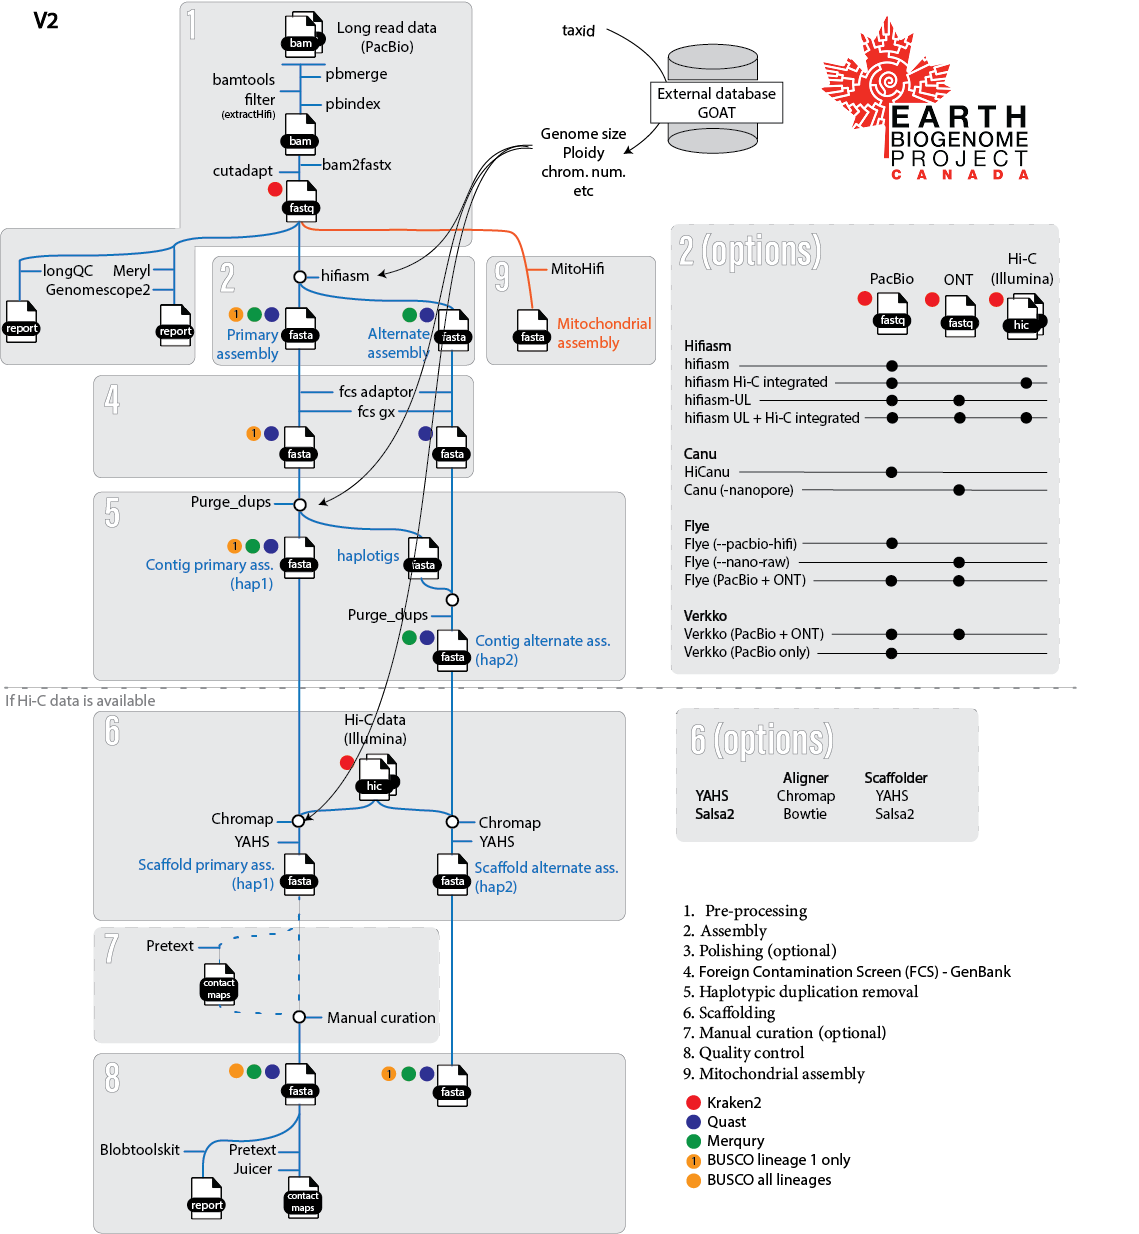 V2
1
Long read data
(PacBio)
bam
bamtools
filter
(extractHifi)
pbmerge
pbindex
bam
cutadapt
bam2fastx
fastq
taxid
External database
GOAT
Genome size
Ploidy
chrom. num.
etc
EARTH
BIOGENOME
PROJECT
CANADA
longQC
Meryl
Genomescope2
report
report
2
hifiasm
Primary
assembly
1
fasta
Alternate
assembly
fasta
9
MitoHifi
fasta
Mitochondrial
assembly
4
fcs adaptor
fcs gx
1
fasta
fasta
5
Purge_dups
1
Contig primary ass.
(hap1)
fasta
haplotigs
fasta
Purge_dups
fasta
Contig alternate ass.
(hap2)
If Hi-C data is available
6
Hi-C data
(Illumina)
hic
Chromap
YAHS
Chromap
YAHS
Scaffold primary ass.
(hap1)
fasta
fasta
Scaffold alternate ass.
(hap2)
7
Pretext
contact
maps
Manual curation
8
fasta
1
fasta
Blobtoolskit
Pretext
Juicer
report
contact
maps
2 (options)
PacBio
ONT
Hi-C
(Illumina)
fastq
fastq
hic
Hifiasm
hifiasm
hifiasm Hi-C integrated
hifiasm-UL
hifiasm UL + Hi-C integrated
Canu
HiCanu
Canu (-nanopore)
Flye
Flye (--pacbio-hifi)
Flye (--nano-raw)
Flye (PacBio + ONT)
Verkko
Verkko (PacBio + ONT)
Verkko (PacBio only)
6 (options)
Aligner Scaffolder
YAHS Chromap YAHS
Salsa2 Bowtie Salsa2
1. Pre-processing
2. Assembly
3. Polishing (optional)
4. Foreign Contamination Screen (FCS) - GenBank
5. Haplotypic duplication removal
6. Scaffolding
7. Manual curation (optional)
8. Quality control
9. Mitochondrial assembly
Kraken2
Quast
Merqury
1 BUSCO lineage 1 only
BUSCO all lineages